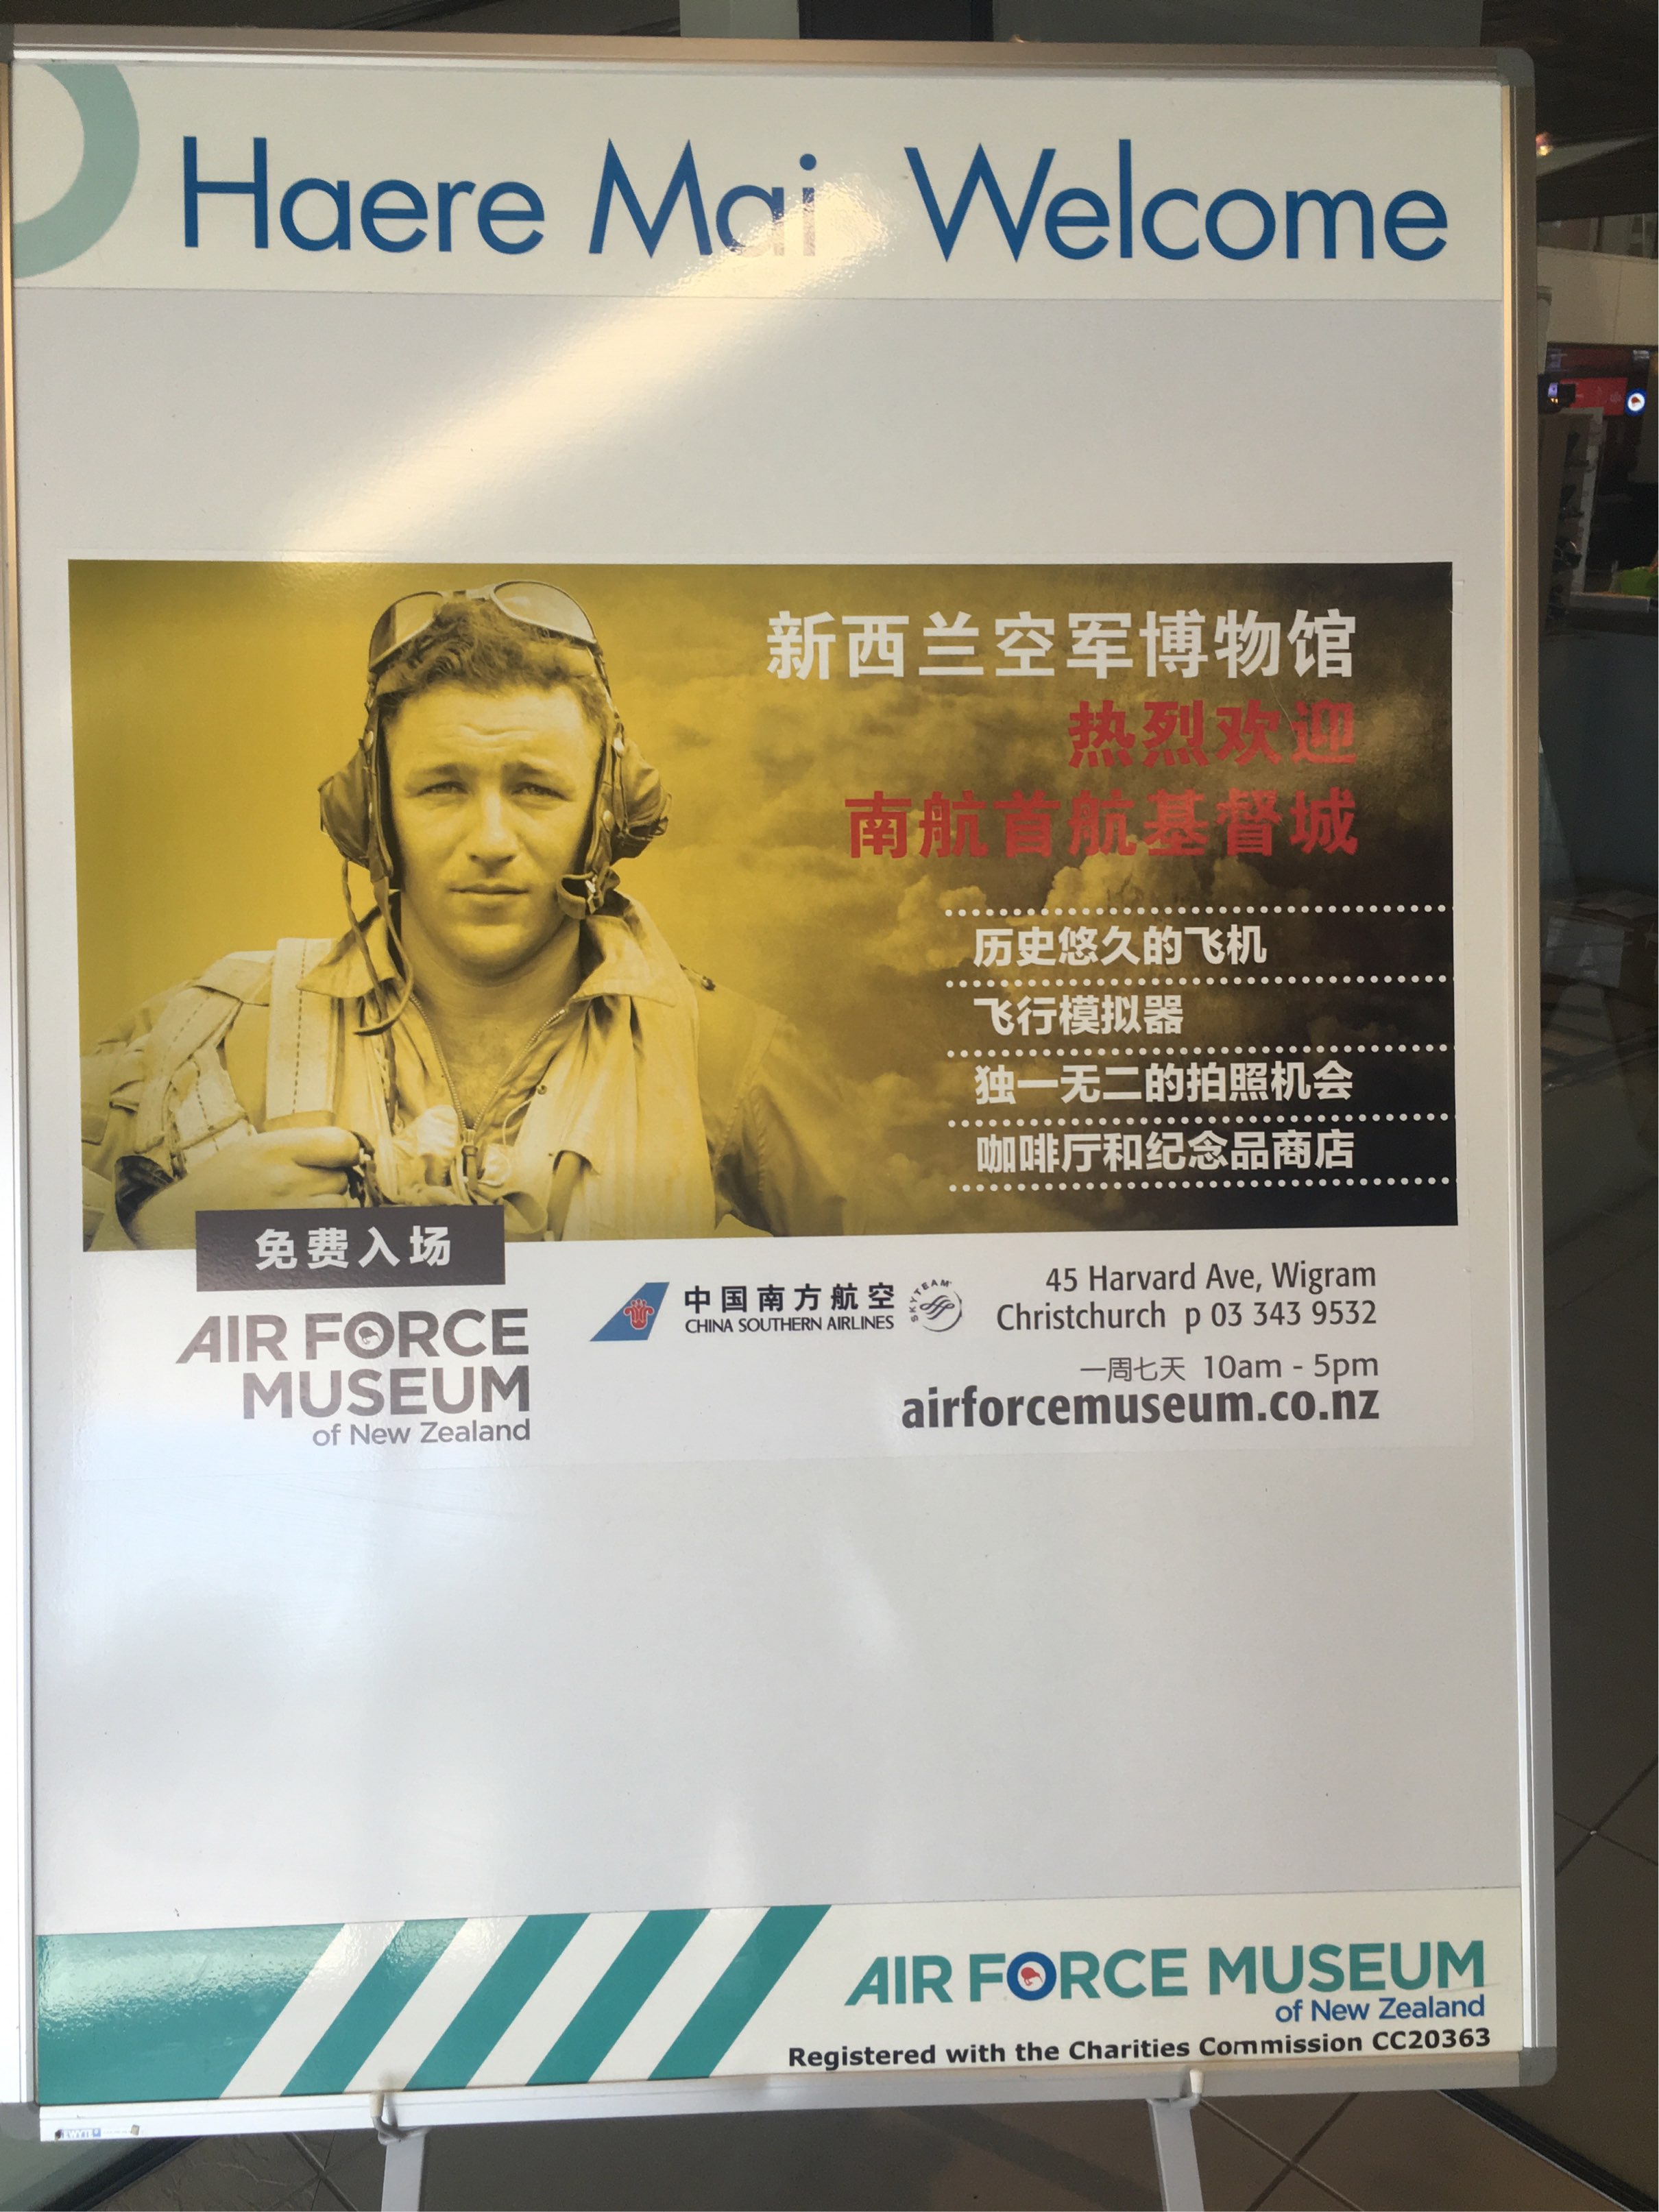 Haere Mai Welcome
新西兰空军博物馆
热烈欢迎
南航首航基督城
历史悠久的飞机
飞行模拟器
独一无二的拍照机会
咖啡厅和纪念品商店
免费入场
AIR FORCE
MUSEUM
of New Zealand
中国南方航空
CHINA SOUTHERN AIRLINES
SKYTEAM
45 Harvard Ave, Wigram
Christchurch p 03 343 9532
一周七天 10am - 5pm
airforcemuseum.co.nz
AIR FORCE MUSEUM
of New Zealand
Registered with the Charities Commission CC20363